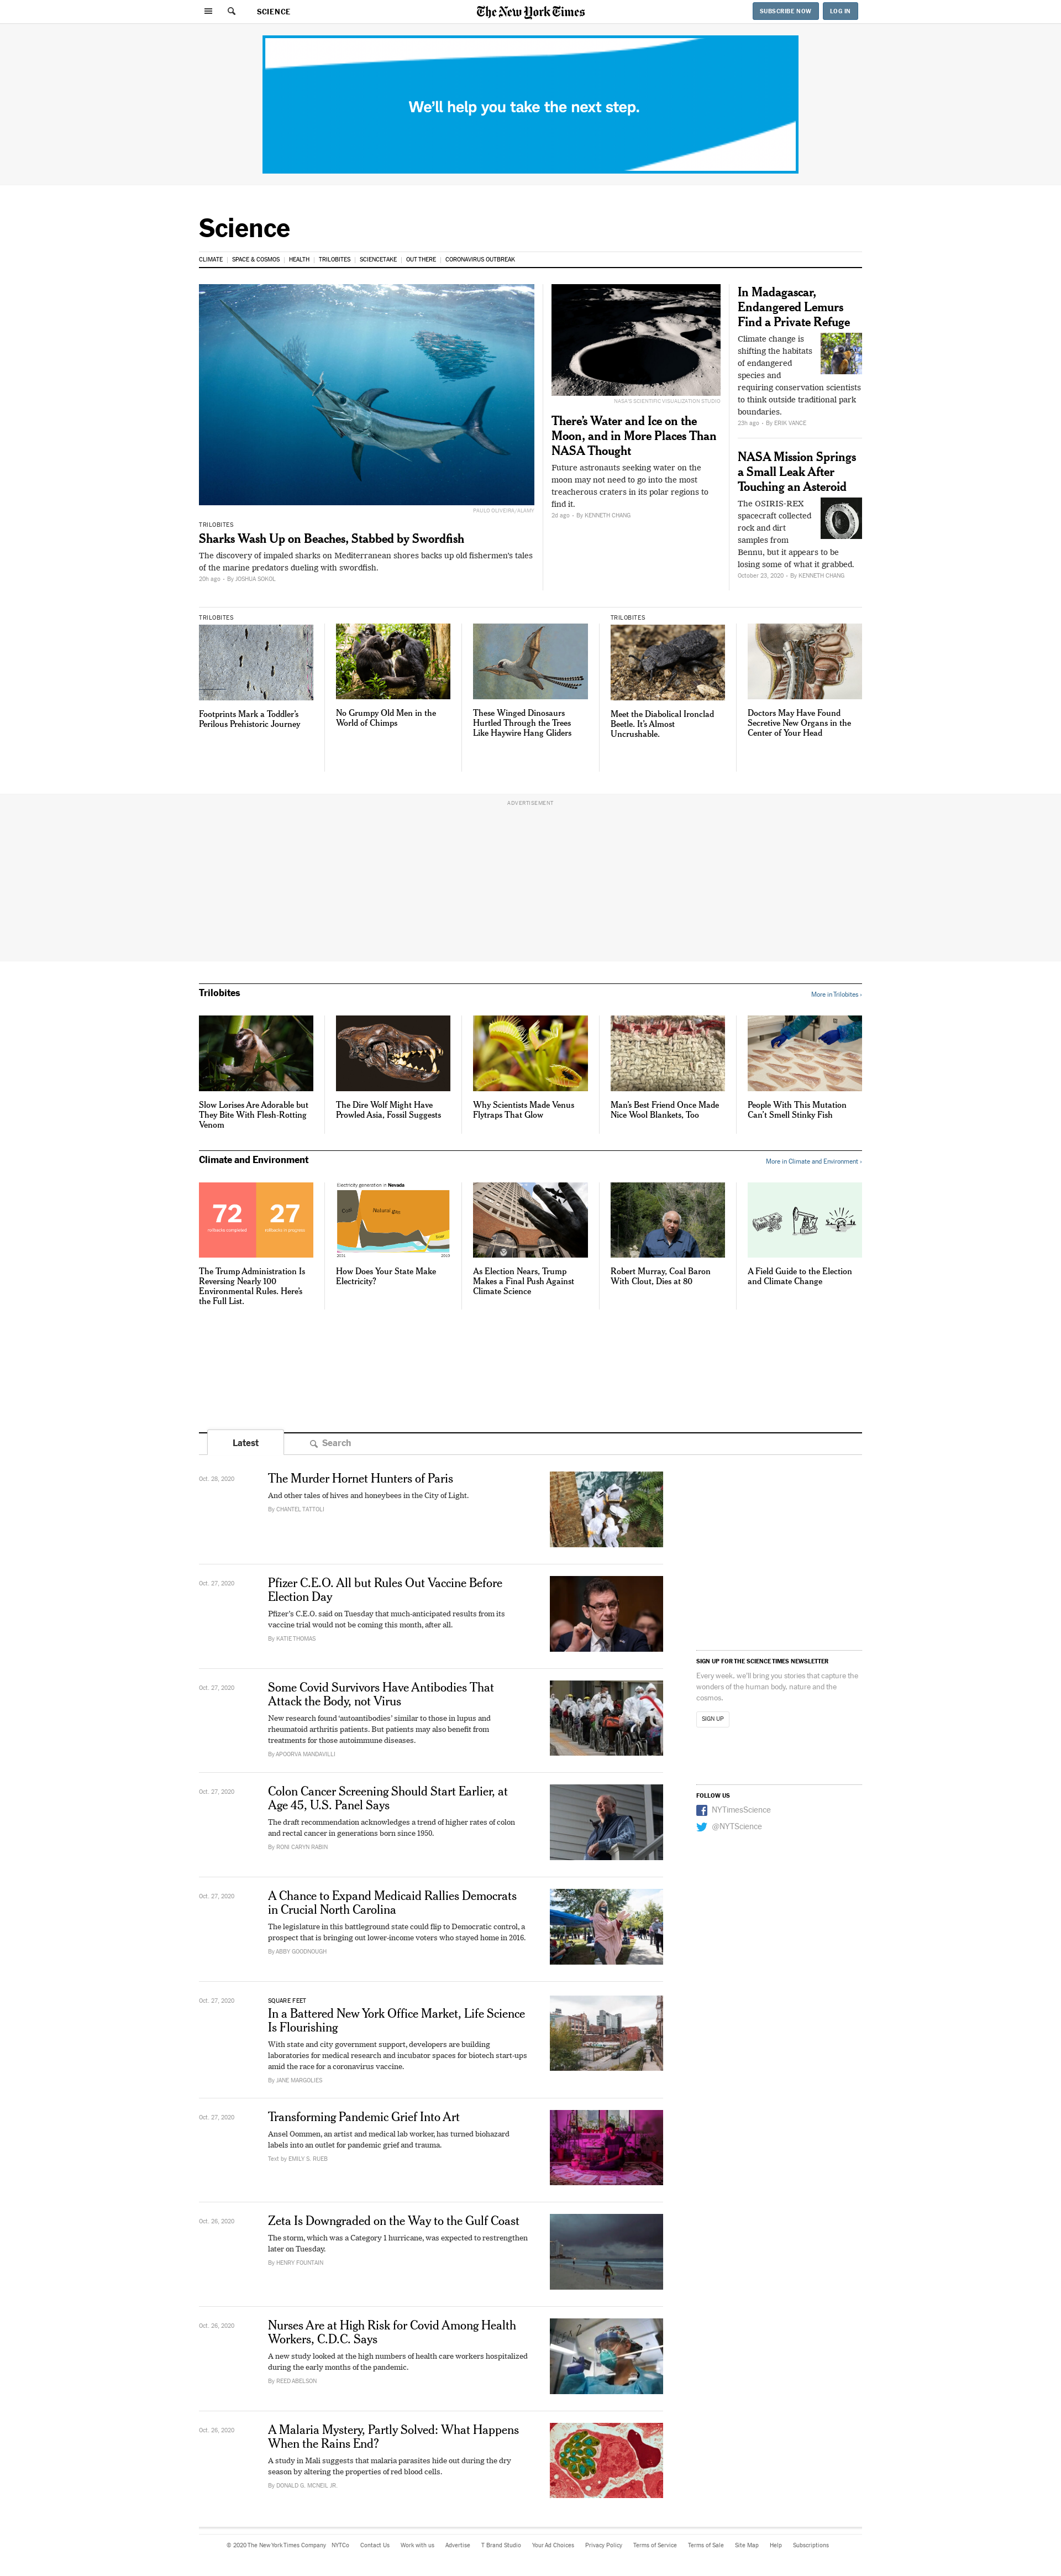 SCIENCE
The New York Times
SUBSCRIBE NOW
LOG IN
We'll help you take the next step.
Science
CLIMATE
SPACE & COSMOS
HEALTH
TRILOBITES
SCIENCETAKE
OUT THERE
CORONAVIRUS OUTBREAK
PAULO OLIVEIRA/ALAMY
TRILOBITES
Sharks Wash Up on Beaches, Stabbed by Swordfish
The discovery of impaled sharks on Mediterranean shores backs up old fishermen's tales
of the marine predators dueling with swordfish.
20h ago · By JOSHUA SOKOL
NASA'S SCIENTIFIC VISUALIZATION STUDIO
There's Water and Ice on the
Moon, and in More Places Than
NASA Thought
Future astronauts seeking water on the
moon may not need to go into the most
treacherous craters in its polar regions to
find it.
2d ago · By KENNETH CHANG
In Madagascar,
Endangered Lemurs
Find a Private Refuge
Climate change is
shifting the habitats
of endangered
species and
requiring conservation scientists
to think outside traditional park
boundaries.
23h ago · By ERIK VANCE
NASA Mission Springs
a Small Leak After
Touching an Asteroid
The OSIRIS-REX
spacecraft collected
rock and dirt
samples from
Bennu, but it appears to be
losing some of what it grabbed.
October 23, 2020 · By KENNETH CHANG
TRILOBITES
Footprints Mark a Toddler's
Perilous Prehistoric Journey
No Grumpy Old Men in the
World of Chimps
These Winged Dinosaurs
Hurtled Through the Trees
Like Haywire Hang Gliders
TRILOBITES
Meet the Diabolical Ironclad
Beetle. It's Almost
Uncrushable.
Doctors May Have Found
Secretive New Organs in the
Center of Your Head
ADVERTISEMENT
Trilobites
More in Trilobites ›
Slow Lorises Are Adorable but
They Bite With Flesh-Rotting
Venom
The Dire Wolf Might Have
Prowled Asia, Fossil Suggests
Why Scientists Made Venus
Flytraps That Glow
Man's Best Friend Once Made
Nice Wool Blankets, Too
People With This Mutation
Can't Smell Stinky Fish
Climate and Environment
More in Climate and Environment ›
72
27
rollbacks completed
rollbacks in progress
The Trump Administration Is
Reversing Nearly 100
Environmental Rules. Here's
the Full List.
Electricity generation in Nevada
Coal
Natural gas
Solar
2001
2019
How Does Your State Make
Electricity?
As Election Nears, Trump
Makes a Final Push Against
Climate Science
Robert Murray, Coal Baron
With Clout, Dies at 80
A Field Guide to the Election
and Climate Change
Latest
Search
Oct. 28, 2020
The Murder Hornet Hunters of Paris
And other tales of hives and honeybees in the City of Light.
By CHANTEL TATTOLI
Oct. 27, 2020
Pfizer C.E.O. All but Rules Out Vaccine Before
Election Day
Pfizer's C.E.O. said on Tuesday that much-anticipated results from its
vaccine trial would not be coming this month, after all.
By KATIE THOMAS
SIGN UP FOR THE SCIENCE TIMES NEWSLETTER
Every week, we'll bring you stories that capture the
wonders of the human body, nature and the
cosmos.
SIGN UP
Oct. 27, 2020
Some Covid Survivors Have Antibodies That
Attack the Body, not Virus
New research found 'autoantibodies' similar to those in lupus and
rheumatoid arthritis patients. But patients may also benefit from
treatments for those autoimmune diseases.
By APOORVA MANDAVILLI
FOLLOW US
NYTimesScience
@NYTScience
Oct. 27, 2020
Colon Cancer Screening Should Start Earlier, at
Age 45, U.S. Panel Says
The draft recommendation acknowledges a trend of higher rates of colon
and rectal cancer in generations born since 1950.
By RONI CARYN RABIN
Oct. 27, 2020
A Chance to Expand Medicaid Rallies Democrats
in Crucial North Carolina
The legislature in this battleground state could flip to Democratic control, a
prospect that is bringing out lower-income voters who stayed home in 2016.
By ABBY GOODNOUGH
Oct. 27, 2020
SQUARE FEET
In a Battered New York Office Market, Life Science
Is Flourishing
With state and city government support, developers are building
laboratories for medical research and incubator spaces for biotech start-ups
amid the race for a coronavirus vaccine.
By JANE MARGOLIES
Oct. 27, 2020
Transforming Pandemic Grief Into Art
Ansel Oommen, an artist and medical lab worker, has turned biohazard
labels into an outlet for pandemic grief and trauma.
Text by EMILY S. RUEB
Oct. 26, 2020
Zeta Is Downgraded on the Way to the Gulf Coast
The storm, which was a Category 1 hurricane, was expected to restrengthen
later on Tuesday.
By HENRY FOUNTAIN
Oct. 26, 2020
Nurses Are at High Risk for Covid Among Health
Workers, C.D.C. Says
A new study looked at the high numbers of health care workers hospitalized
during the early months of the pandemic.
By REED ABELSON
Oct. 26, 2020
A Malaria Mystery, Partly Solved: What Happens
When the Rains End?
A study in Mali suggests that malaria parasites hide out during the dry
season by altering the properties of red blood cells.
By DONALD G. MCNEIL JR.
© 2020 The New York Times Company
NYTCo
Contact Us
Work with us
Advertise
T Brand Studio
Your Ad Choices
Privacy Policy
Terms of Service
Terms of Sale
Site Map
Help
Subscriptions